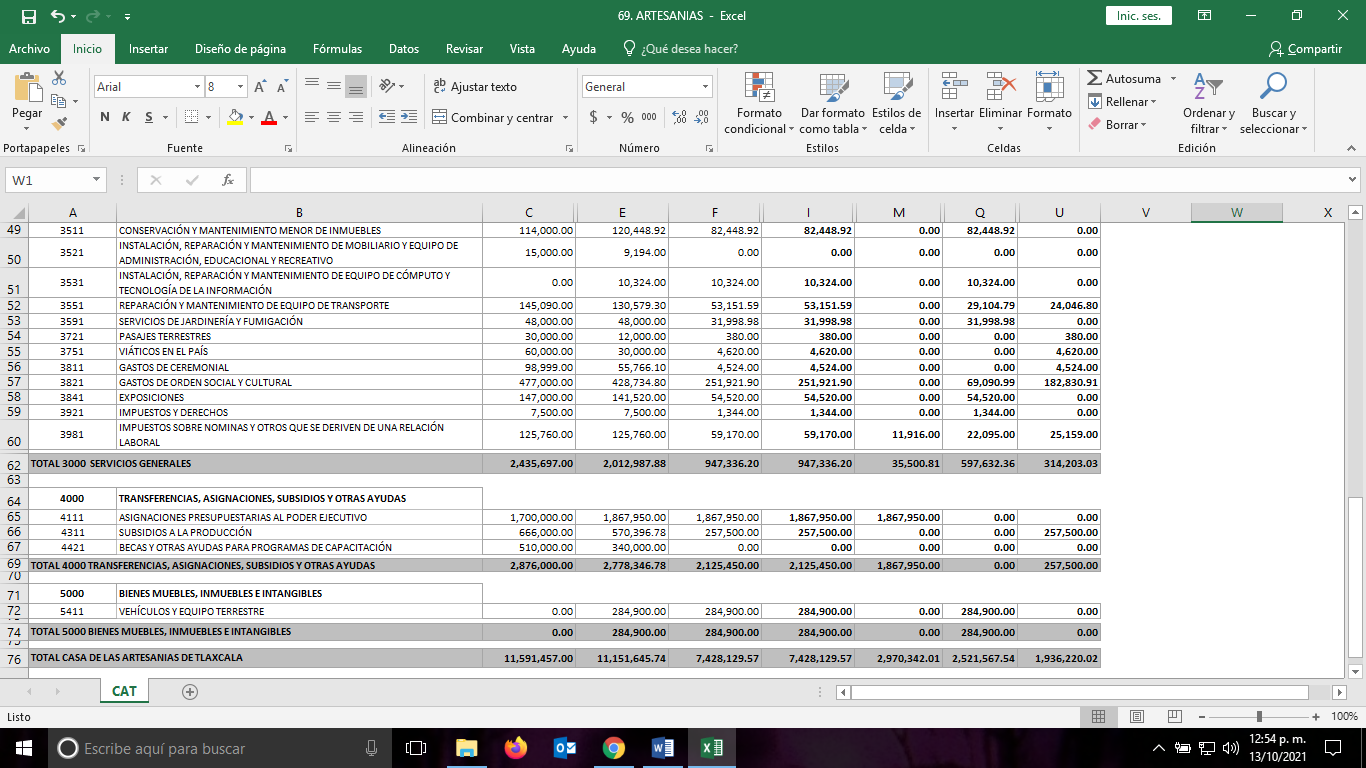 69. ARTESANIAS - Excel
Inic. ses.
Archivo Inicio Insertar Diseño de página Fórmulas Datos Revisar Vista Ayuda ¿Qué desea hacer? Compartir
Pegar
Arial 8 A A
N K S A
ab Ajustar texto
Combinar y centrar
General
$ % 000
Formato condicional
Dar formato como tabla
Estilos de celda
Insertar Eliminar Formato
Autosuma
Rellenar
Borrar
Ordenar y filtrar
Buscar y seleccionar
Portapapeles Fuente Alineación Número Estilos Celdas Edición
W1 fx
A B C E F I M Q U V W X
49 3511 CONSERVACIÓN Y MANTENIMIENTO MENOR DE INMUEBLES 114,000.00 120,448.92 82,448.92 82,448.92 0.00 82,448.92 0.00
50 3521 INSTALACIÓN, REPARACIÓN Y MANTENIMIENTO DE MOBILIARIO Y EQUIPO DE
ADMINISTRACIÓN, EDUCACIONAL Y RECREATIVO 15,000.00 9,194.00 0.00 0.00 0.00 0.00 0.00
51 3531 INSTALACIÓN, REPARACIÓN Y MANTENIMIENTO DE EQUIPO DE CÓMPUTO Y
TECNOLOGÍA DE LA INFORMACIÓN 0.00 10,324.00 10,324.00 10,324.00 0.00 10,324.00 0.00
52 3551 REPARACIÓN Y MANTENIMIENTO DE EQUIPO DE TRANSPORTE 145,090.00 130,579.30 53,151.59 53,151.59 0.00 29,104.79 24,046.80
53 3591 SERVICIOS DE JARDINERÍA Y FUMIGACIÓN 48,000.00 48,000.00 31,998.98 31,998.98 0.00 31,998.98 0.00
54 3721 PASAJES TERRESTRES 30,000.00 12,000.00 380.00 380.00 0.00 0.00 380.00
55 3751 VIÁTICOS EN EL PAÍS 60,000.00 30,000.00 4,620.00 4,620.00 0.00 0.00 4,620.00
56 3811 GASTOS DE CEREMONIAL 98,999.00 55,766.10 4,524.00 4,524.00 0.00 0.00 4,524.00
57 3821 GASTOS DE ORDEN SOCIAL Y CULTURAL 477,000.00 428,734.80 251,921.90 251,921.90 0.00 69,090.99 182,830.91
58 3841 EXPOSICIONES 147,000.00 141,520.00 54,520.00 54,520.00 0.00 54,520.00 0.00
59 3921 IMPUESTOS Y DERECHOS 7,500.00 7,500.00 1,344.00 1,344.00 0.00 1,344.00 0.00
60 3981 IMPUESTOS SOBRE NOMINAS Y OTROS QUE SE DERIVEN DE UNA RELACIÓN
LABORAL 125,760.00 125,760.00 59,170.00 59,170.00 11,916.00 22,095.00 25,159.00
62 TOTAL 3000 SERVICIOS GENERALES 2,435,697.00 2,012,987.88 947,336.20 947,336.20 35,500.81 597,632.36 314,203.03
63
64 4000 TRANSFERENCIAS, ASIGNACIONES, SUBSIDIOS Y OTRAS AYUDAS
65 4111 ASIGNACIONES PRESUPUESTARIAS AL PODER EJECUTIVO 1,700,000.00 1,867,950.00 1,867,950.00 1,867,950.00 1,867,950.00 0.00 0.00
66 4311 SUBSIDIOS A LA PRODUCCIÓN 666,000.00 570,396.78 257,500.00 257,500.00 0.00 0.00 257,500.00
67 4421 BECAS Y OTRAS AYUDAS PARA PROGRAMAS DE CAPACITACIÓN 510,000.00 340,000.00 0.00 0.00 0.00 0.00 0.00
69 TOTAL 4000 TRANSFERENCIAS, ASIGNACIONES, SUBSIDIOS Y OTRAS AYUDAS 2,876,000.00 2,778,346.78 2,125,450.00 2,125,450.00 1,867,950.00 0.00 257,500.00
70
71 5000 BIENES MUEBLES, INMUEBLES E INTANGIBLES
72 5411 VEHÍCULOS Y EQUIPO TERRESTRE 0.00 284,900.00 284,900.00 284,900.00 0.00 284,900.00 0.00
74 TOTAL 5000 BIENES MUEBLES, INMUEBLES E INTANGIBLES 0.00 284,900.00 284,900.00 284,900.00 0.00 284,900.00 0.00
76 TOTAL CASA DE LAS ARTESANIAS DE TLAXCALA 11,591,457.00 11,151,645.74 7,428,129.57 7,428,129.57 2,970,342.01 2,521,567.54 1,936,220.02
CAT
Listo 100%
Escribe aquí para buscar
12:54 p. m.
13/10/2021